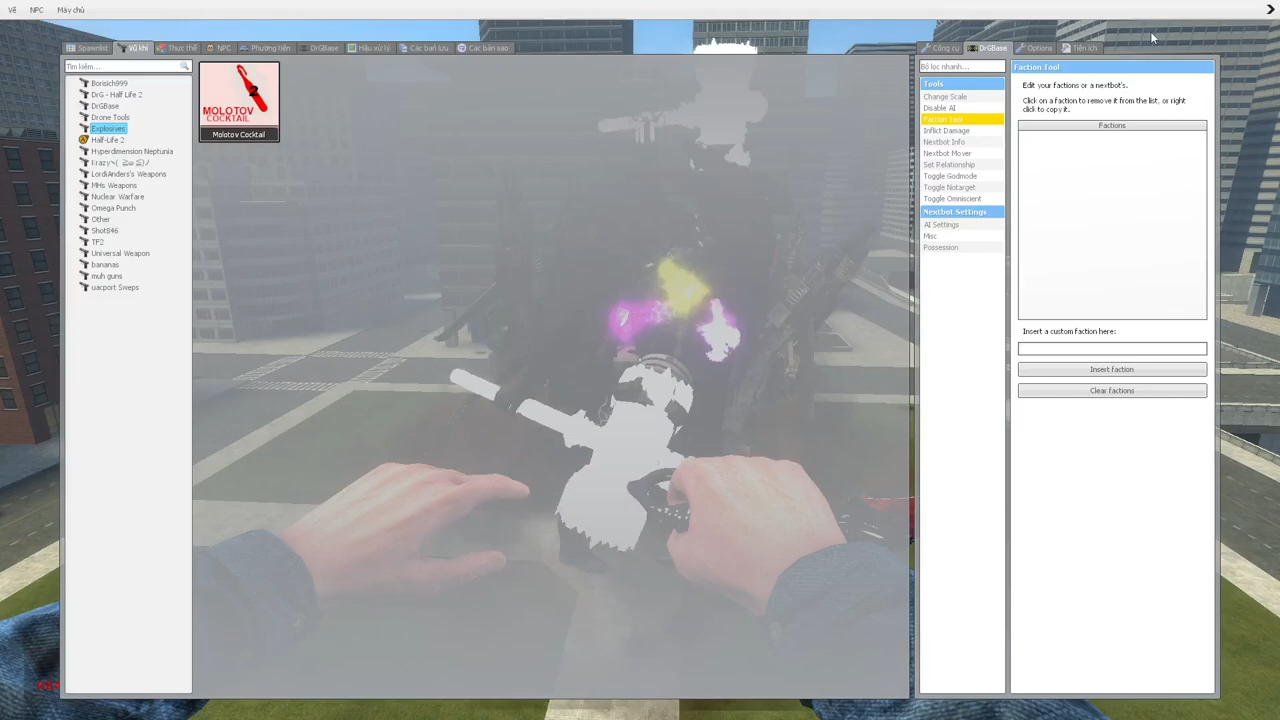 Vẽ NPC Máy chủ
Spawnlist Vũ khí Thực thể NPC Phương tiện DrGBase Hậu xử lý Các bản lưu Các bản sao
Công cụ DrGBase Options Tiện ích
Tìm kiếm...
Borisich999
DrG - Half Life 2
DrGBase
Drone Tools
Explosives
Half-Life 2
Hyperdimension Neptunia
LordiAnders's Weapons
MHs Weapons
Nuclear Warfare
Omega Punch
Other
Shot846
TF2
Universal Weapon
bananas
muh guns
uacport Sweps
MOLOTOV
COCKTAIL
Molotov Cocktail
Bộ lọc nhanh...
Tools
Change Scale
Disable AI
Faction Tool
Inflict Damage
Nextbot Info
Nextbot Mover
Set Relationship
Toggle Godmode
Toggle Notarget
Toggle Omniscient
Nextbot Settings
AI Settings
Misc
Possession
Faction Tool
Edit your factions or a nextbot's.
Click on a faction to remove it from the list, or right
click to copy it.
Factions
Insert a custom faction here:
Insert faction
Clear factions